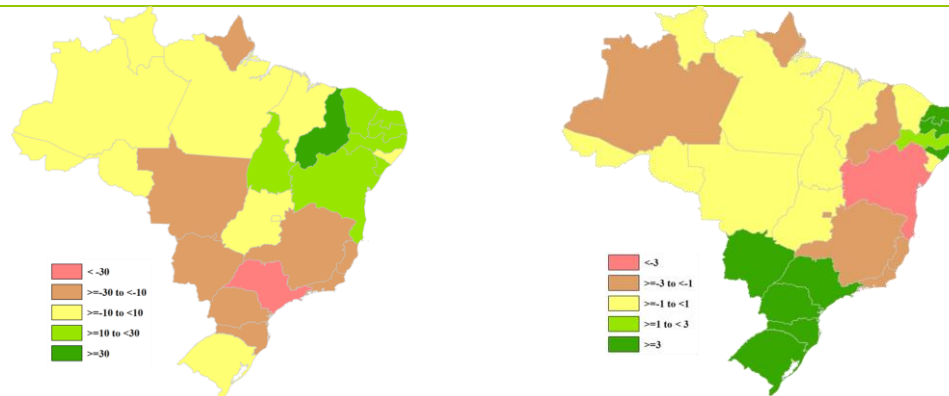 < -30
>=-30 to <-10
>=-10 to <10
>=10 to <30
>=30
<-3
>=-3 to <-1
>=-1 to <1
>=1 to < 3
>=3